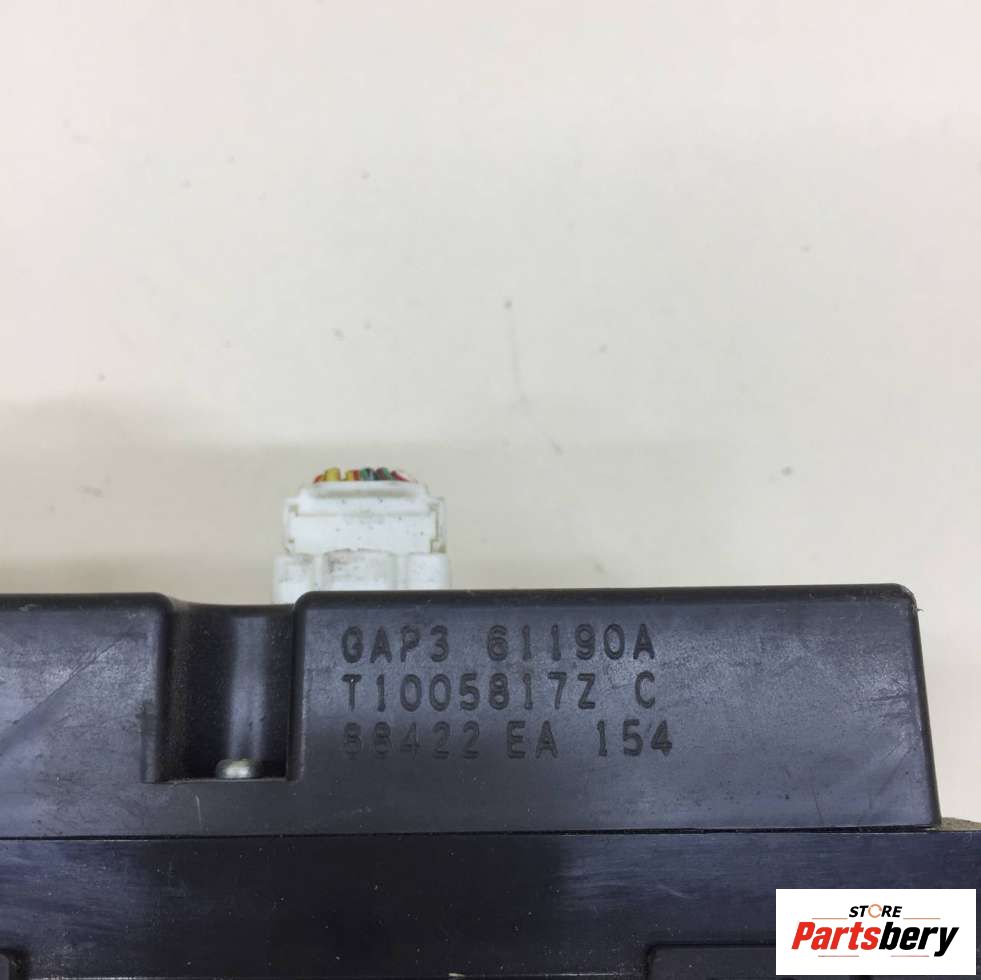 GAP3 61190A
T1005817Z C
88422 EA 154
STORE
Partsbery